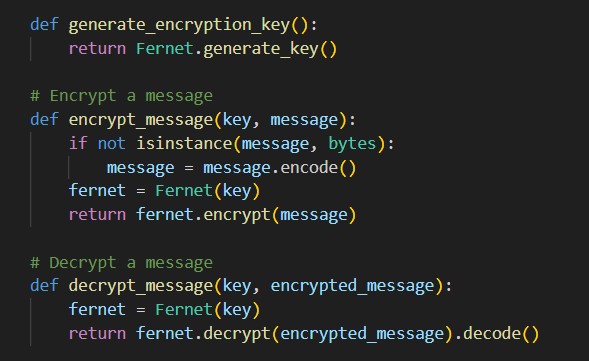 def generate_encryption_key():
    return Fernet.generate_key()

# Encrypt a message
def encrypt_message(key, message):
    if not isinstance(message, bytes):
        message = message.encode()
    fernet = Fernet(key)
    return fernet.encrypt(message)

# Decrypt a message
def decrypt_message(key, encrypted_message):
    fernet = Fernet(key)
    return fernet.decrypt(encrypted_message).decode()